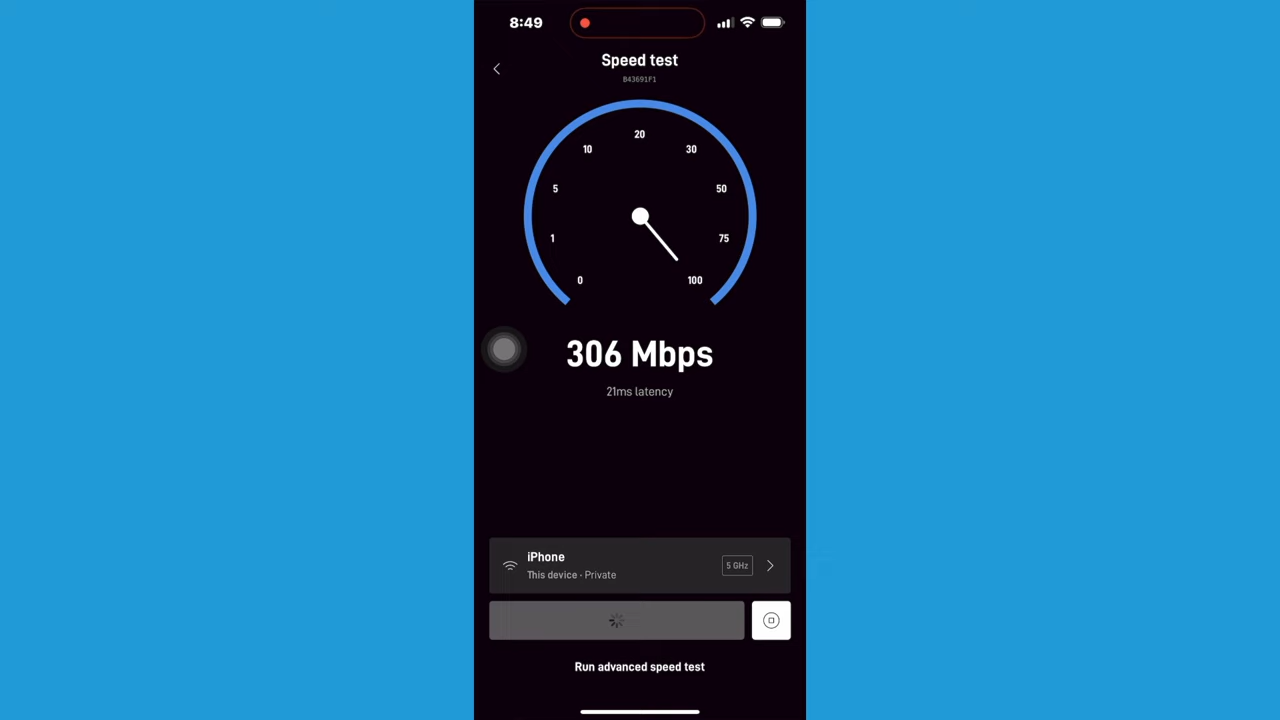 8:49
Speed test
B43691F1
20
10
30
5
50
1
75
0
100
306 Mbps
21ms latency
iPhone
This device · Private
5 GHz
Run advanced speed test